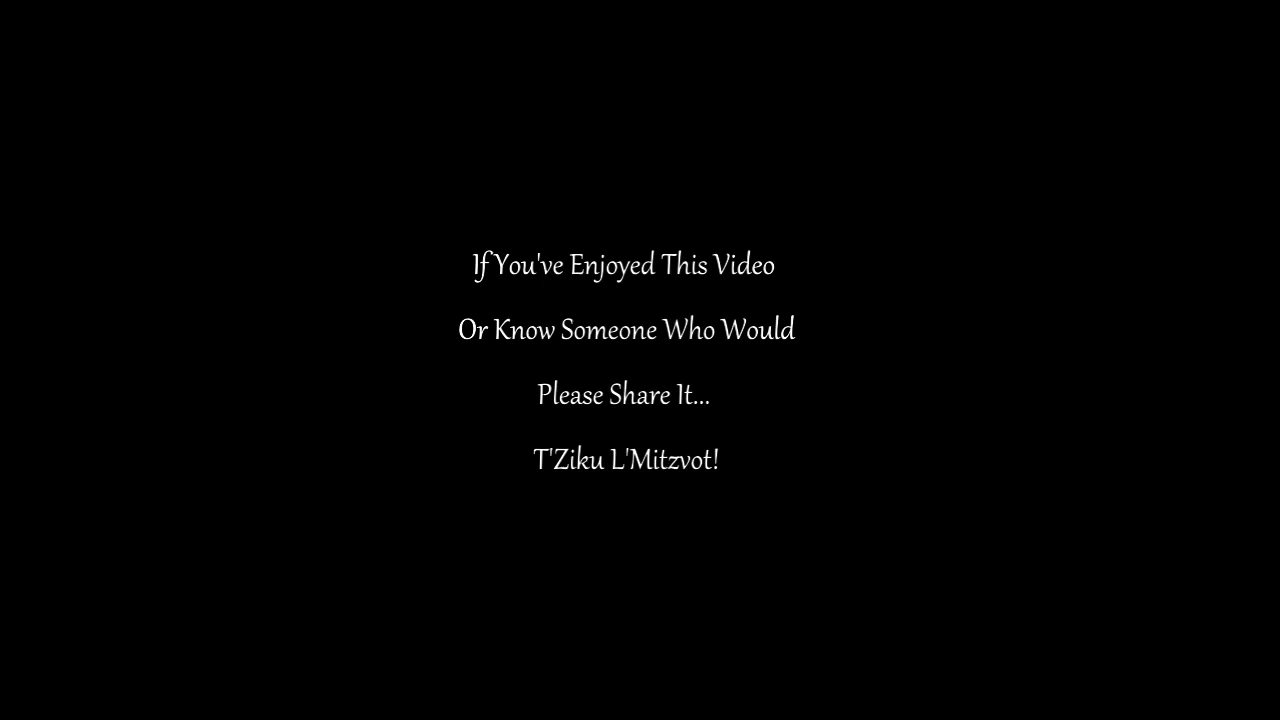 If You've Enjoyed This Video
Or Know Someone Who Would
Please Share It...
T'Ziku L'Mitzvot!